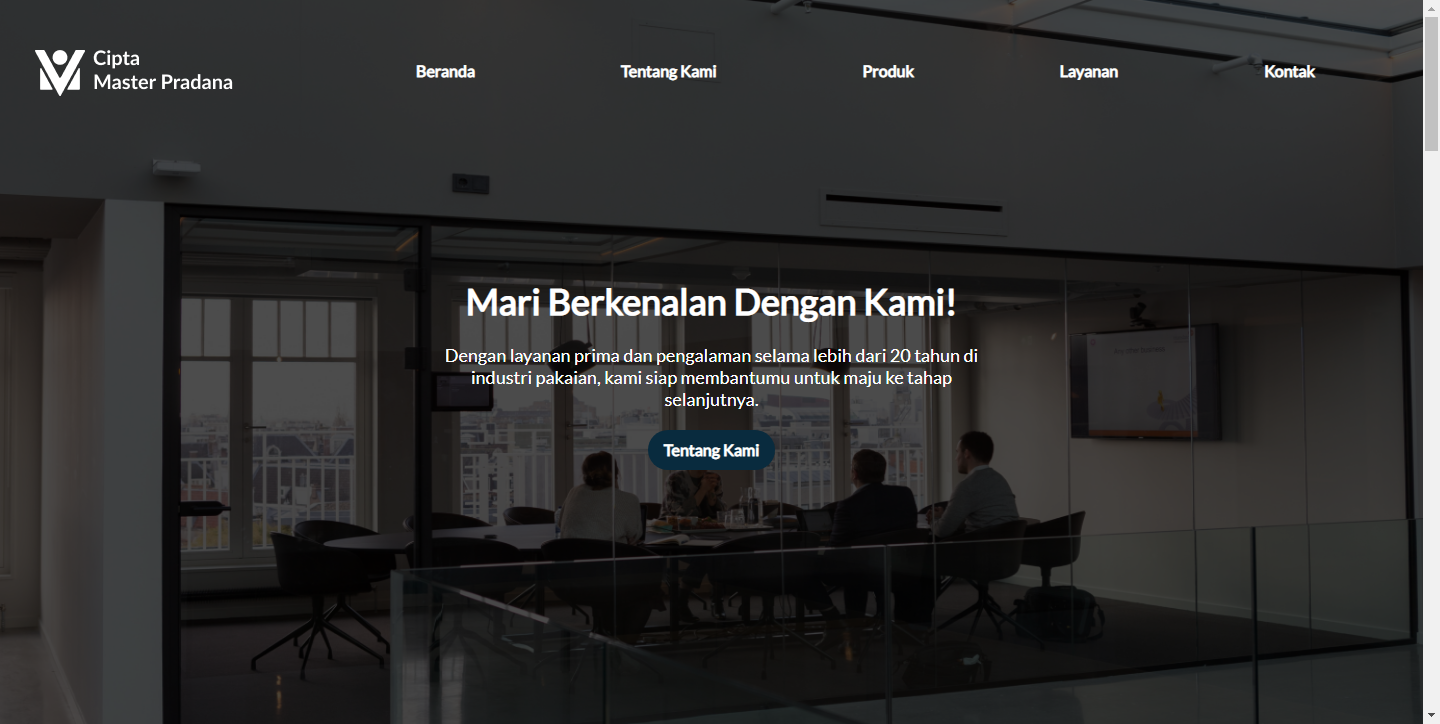 Cipta
Master Pradana
Beranda
Tentang Kami
Produk
Layanan
Kontak
Mari Berkenalan Dengan Kami!
Dengan layanan prima dan pengalaman selama lebih dari 20 tahun di
industri pakaian, kami siap membantumu untuk maju ke tahap
selanjutnya.
Tentang Kami